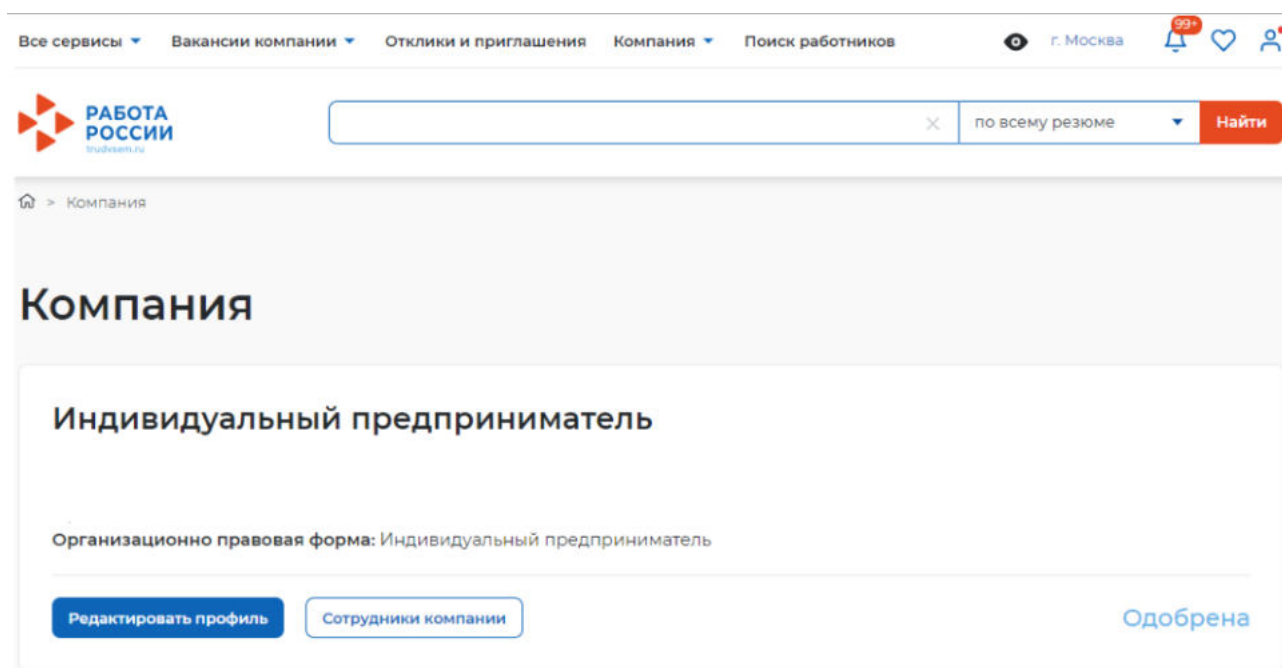 Все сервисы Вакансии компании Отклики и приглашения Компания Поиск работников г. Москва 99+
РАБОТА
РОССИИ
trudvsem.ru
по всему резюме Найти
> Компания
Компания
Индивидуальный предприниматель
Организационно правовая форма: Индивидуальный предприниматель
Редактировать профиль Сотрудники компании Одобрена